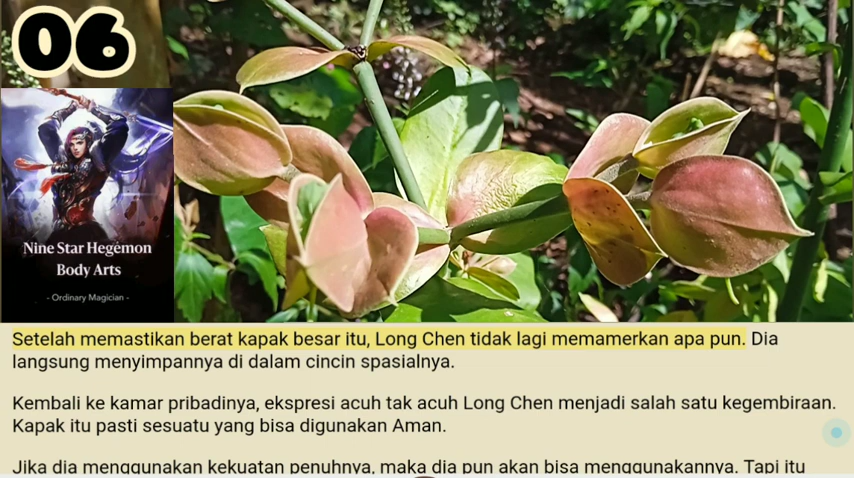 06
Nine Star Hegemon
Body Arts
- Ordinary Magician -
Setelah memastikan berat kapak besar itu, Long Chen tidak lagi memamerkan apa pun. Dia
langsung menyimpannya di dalam cincin spasialnya.
Kembali ke kamar pribadinya, ekspresi acuh tak acuh Long Chen menjadi salah satu kegembiraan.
Kapak itu pasti sesuatu yang bisa digunakan Aman.
Jika dia menggunakan kekuatan penuhnya, maka dia pun akan bisa menggunakannya. Tapi itu